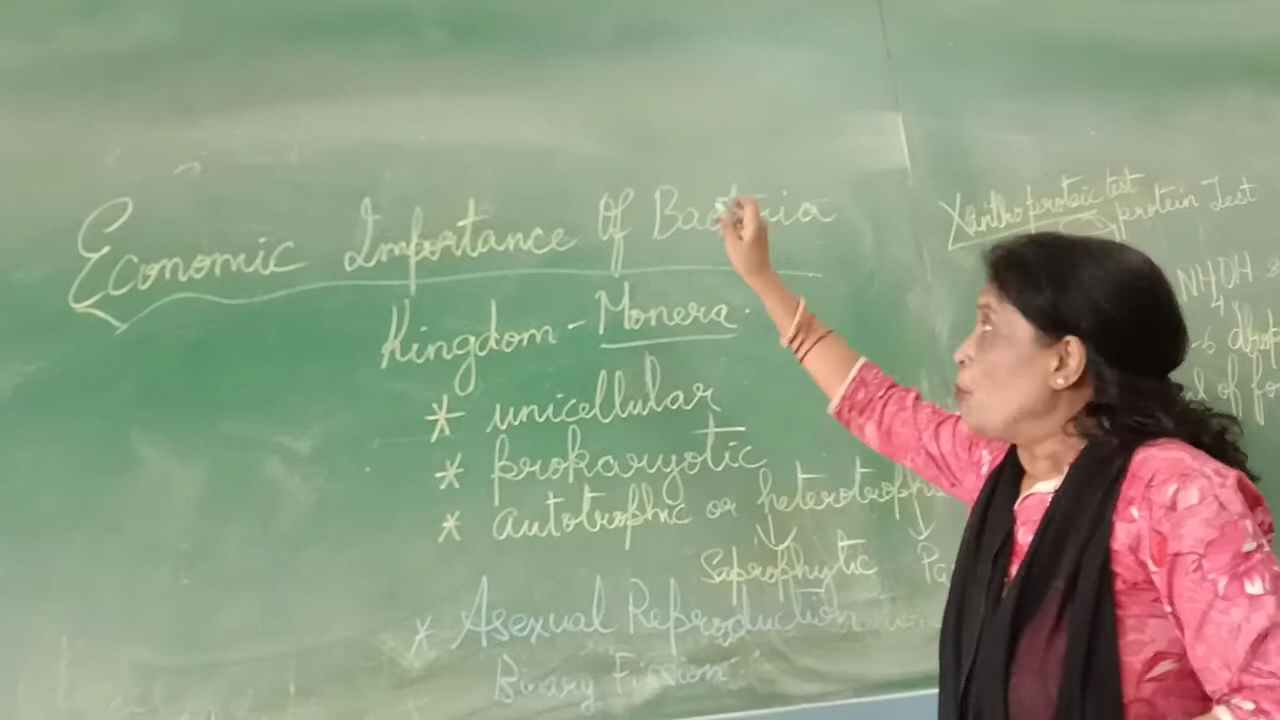 Economic Importance Of Bacteria
Kingdom - Monera.
* unicellular
* prokaryotic
* autotrophic or heterotrophic
Saprophytic Pa
* Asexual Reproduction
Binary Fission
Xanthoproteic test
protein Test
NH4OH